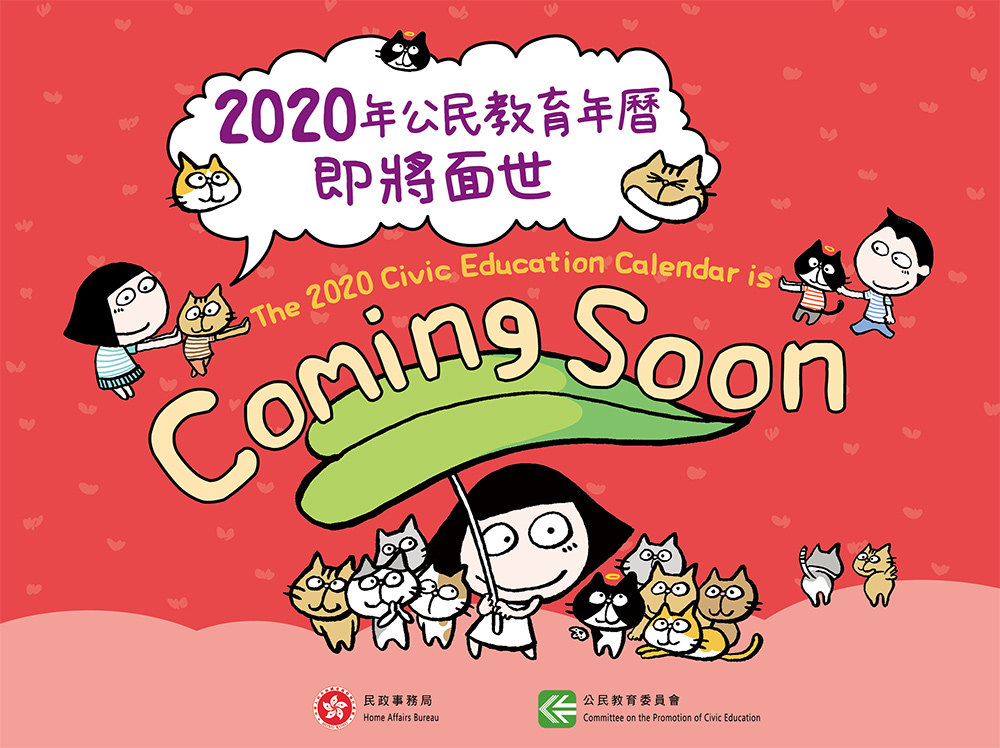 2020年公民教育年曆
即將面世
The 2020 Civic Education Calendar is
Coming Soon
民政事務局
Home Affairs Bureau
公民教育委員會
Committee on the Promotion of Civic Education